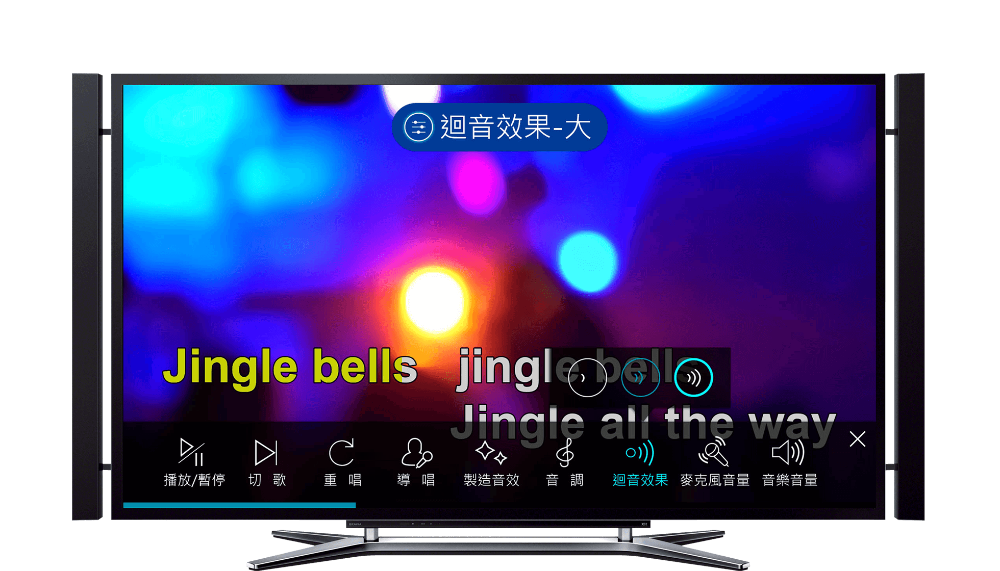 迴音效果-大
Jingle bells jingle bells
Jingle all the way
播放/暫停 切 歌 重 唱 導 唱 製造音效 音 調 迴音效果 麥克風音量 音樂音量
BRAVIA